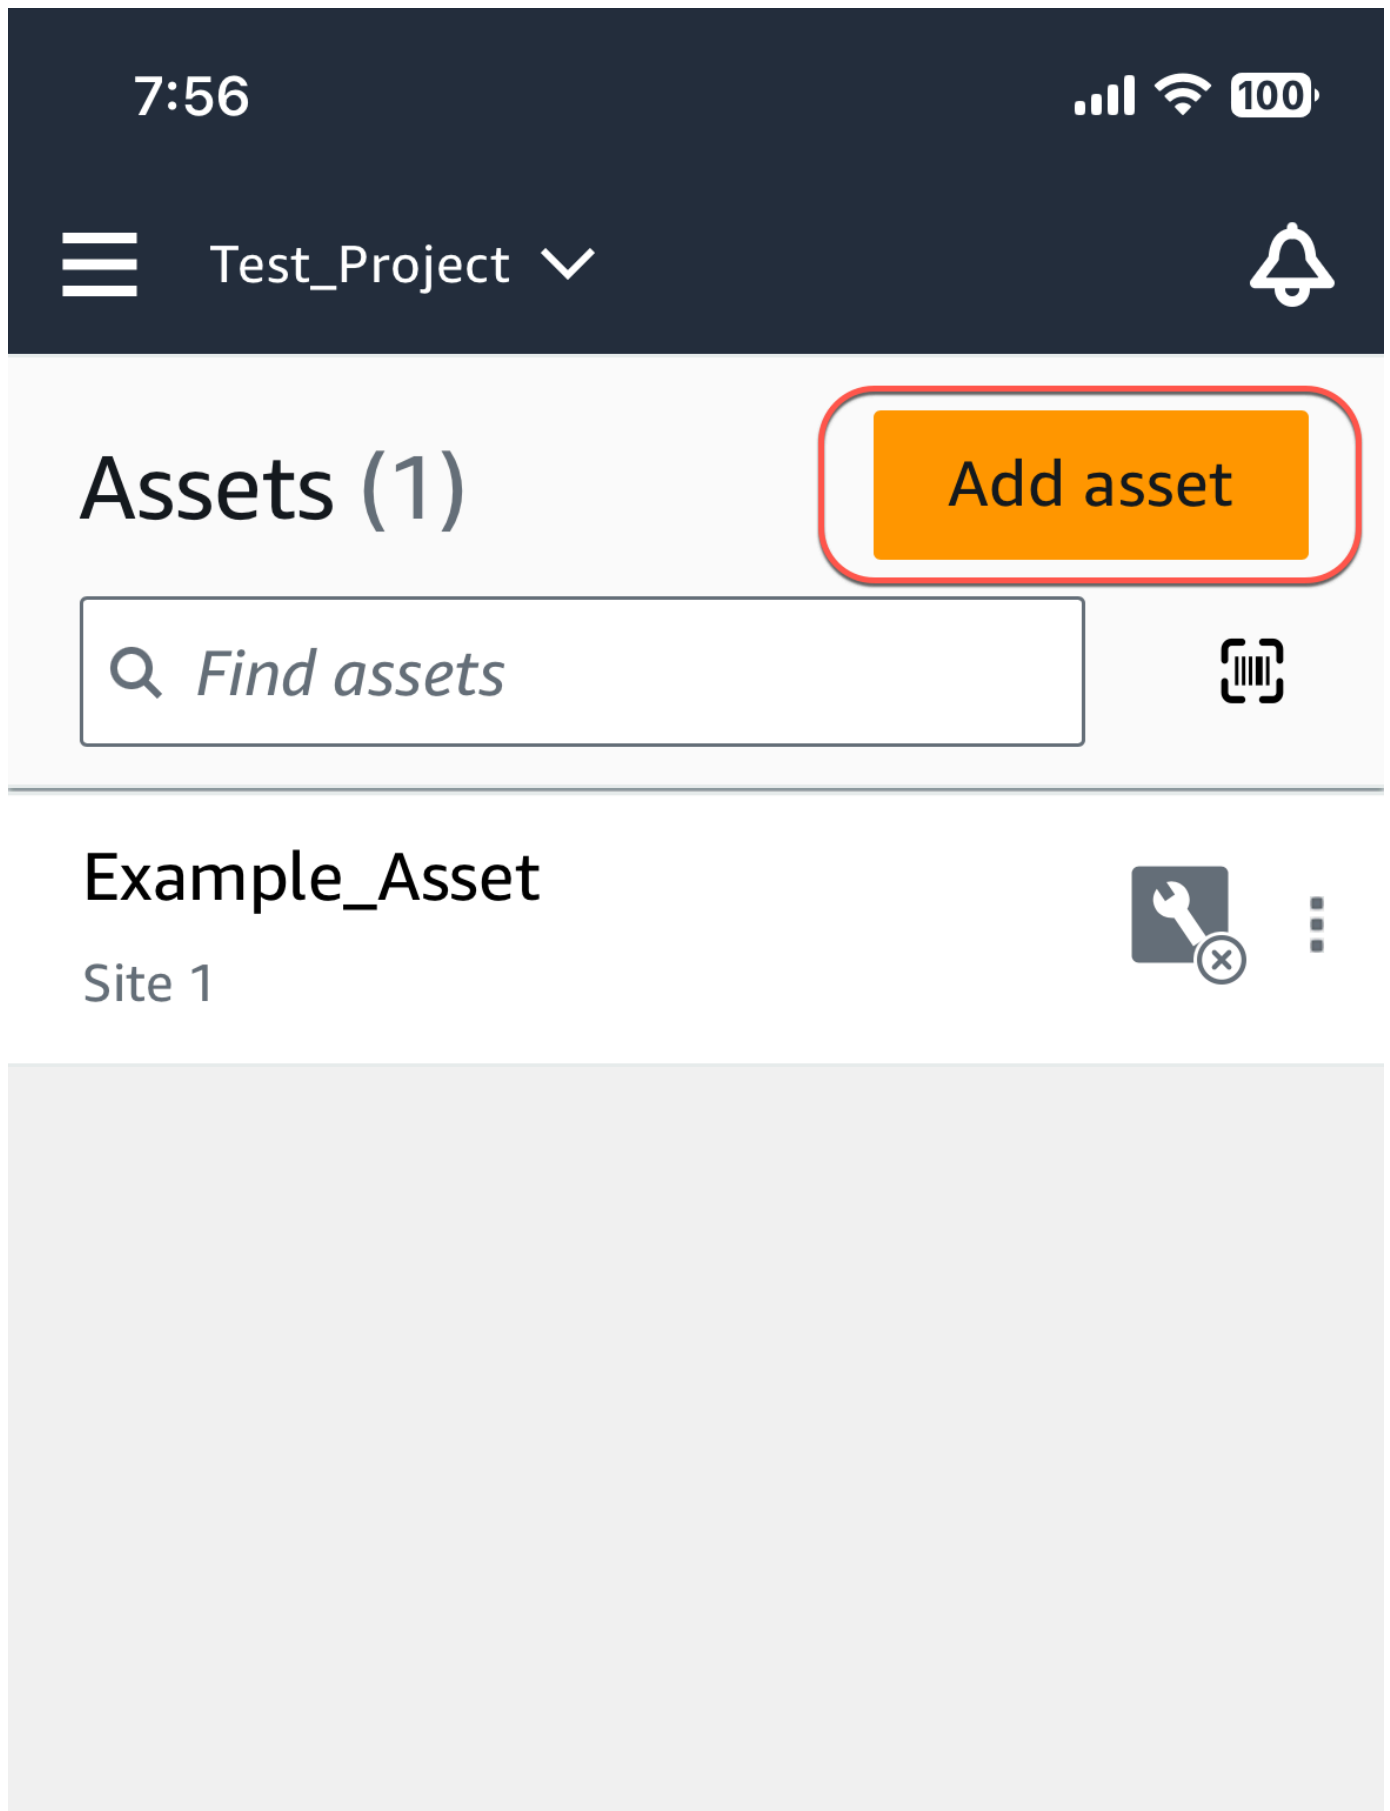 7:56
100
Test_Project
Assets (1)
Add asset
Find assets
Example_Asset
Site 1